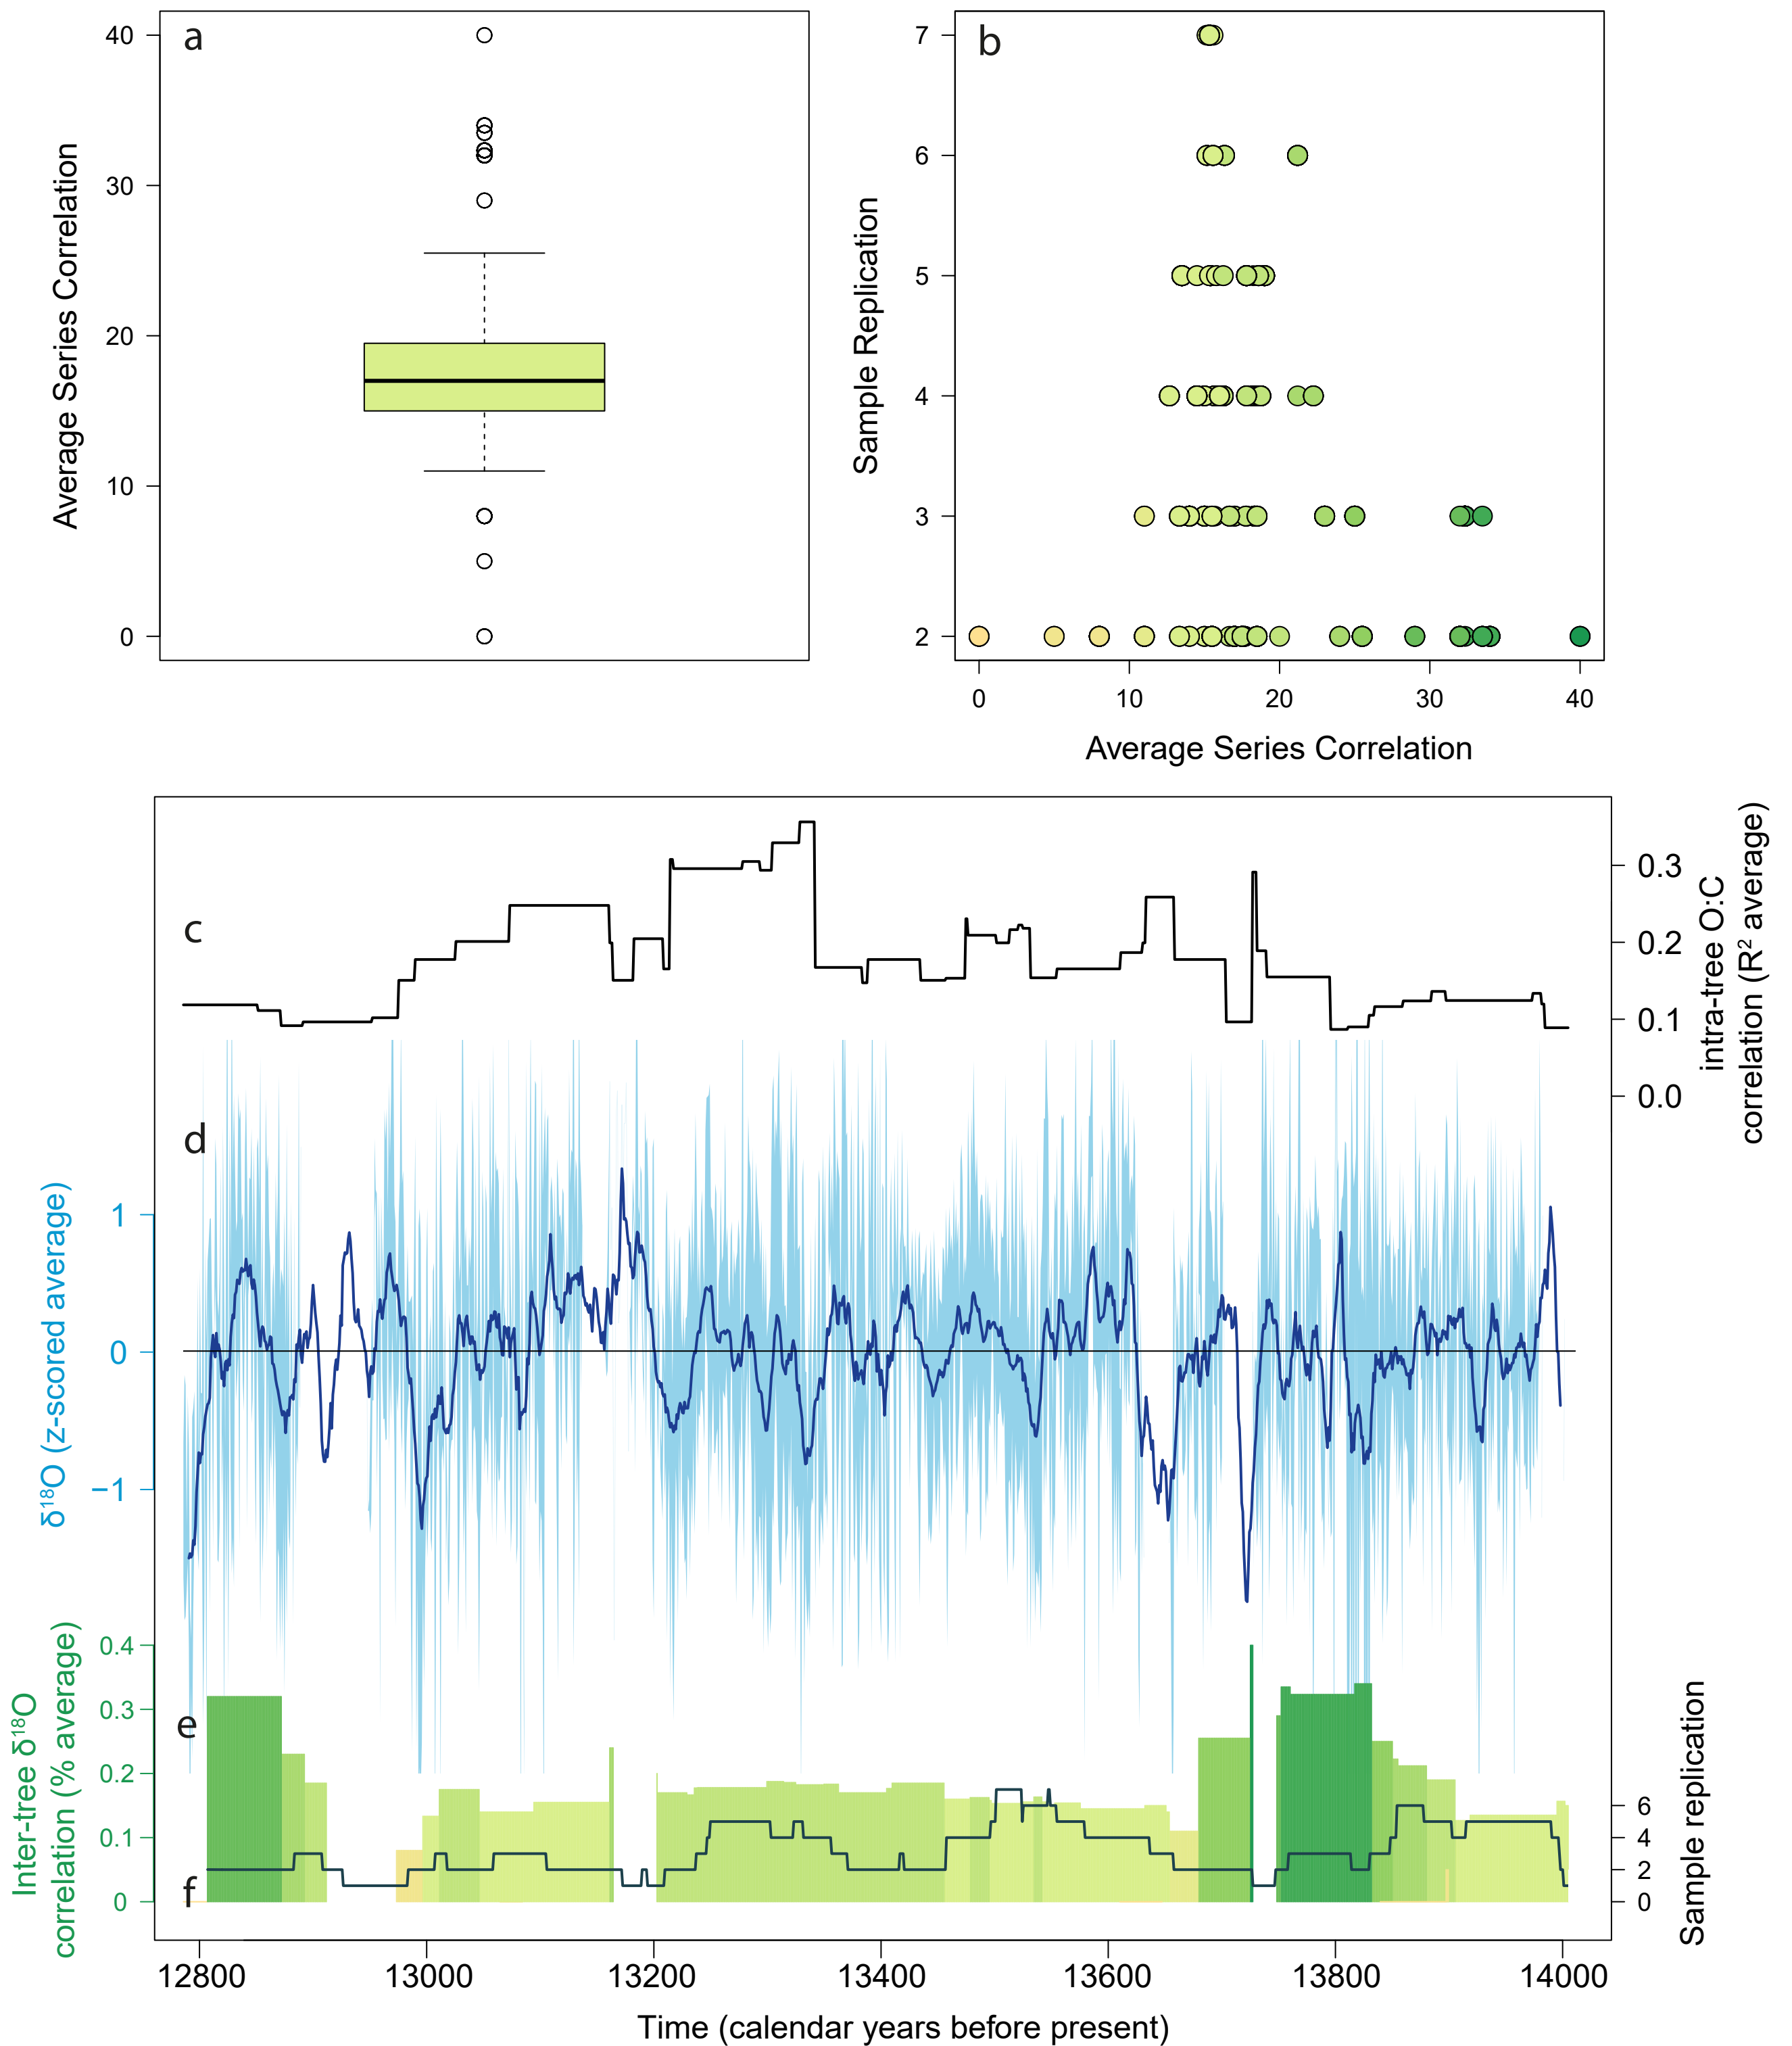 a
40
30
20
10
0
Average Series Correlation
b
7
6
5
4
3
2
Sample Replication
0 10 20 30 40
Average Series Correlation
c
0.3
0.2
0.1
0.0
intra-tree O:C
correlation (R² average)
d
1
0
−1
δ¹⁸O (z-scored average)
e
0.4
0.3
0.2
0.1
0
Inter-tree δ¹⁸O
correlation (% average)
f
6
4
2
0
Sample replication
12800 13000 13200 13400 13600 13800 14000
Time (calendar years before present)